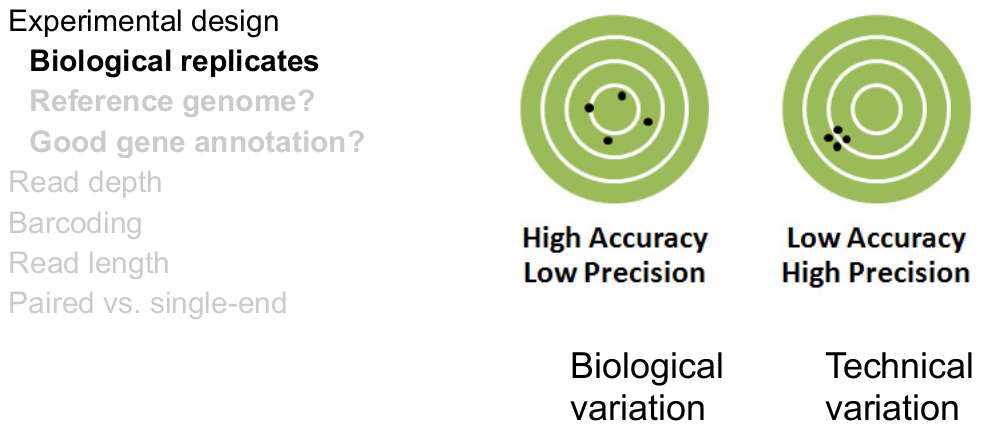 Experimental design
Biological replicates
Reference genome?
Good gene annotation?
Read depth
Barcoding
Read length
Paired vs. single-end
High Accuracy
Low Precision
Low Accuracy
High Precision
Biological
variation
Technical
variation